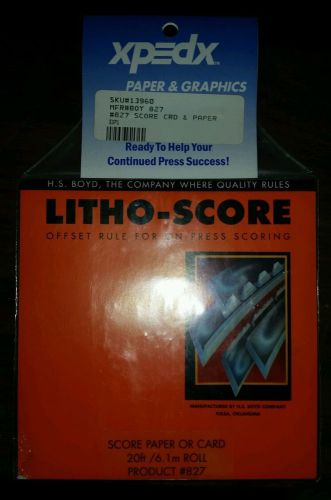 xpedx
PAPER & GRAPHICS
SKU#13960
MFR#BOY 827
#827 SCORE CRD & PAPER
Ready To Help Your
Continued Press Success!
H.S. BOYD, THE COMPANY WHERE QUALITY RULES
LITHO-SCORE
OFFSET RULE FOR ON PRESS SCORING
MANUFACTURED BY H.S. BOYD COMPANY
TULSA, OKLAHOMA
SCORE PAPER OR CARD
20ft /6.1m ROLL
PRODUCT #827